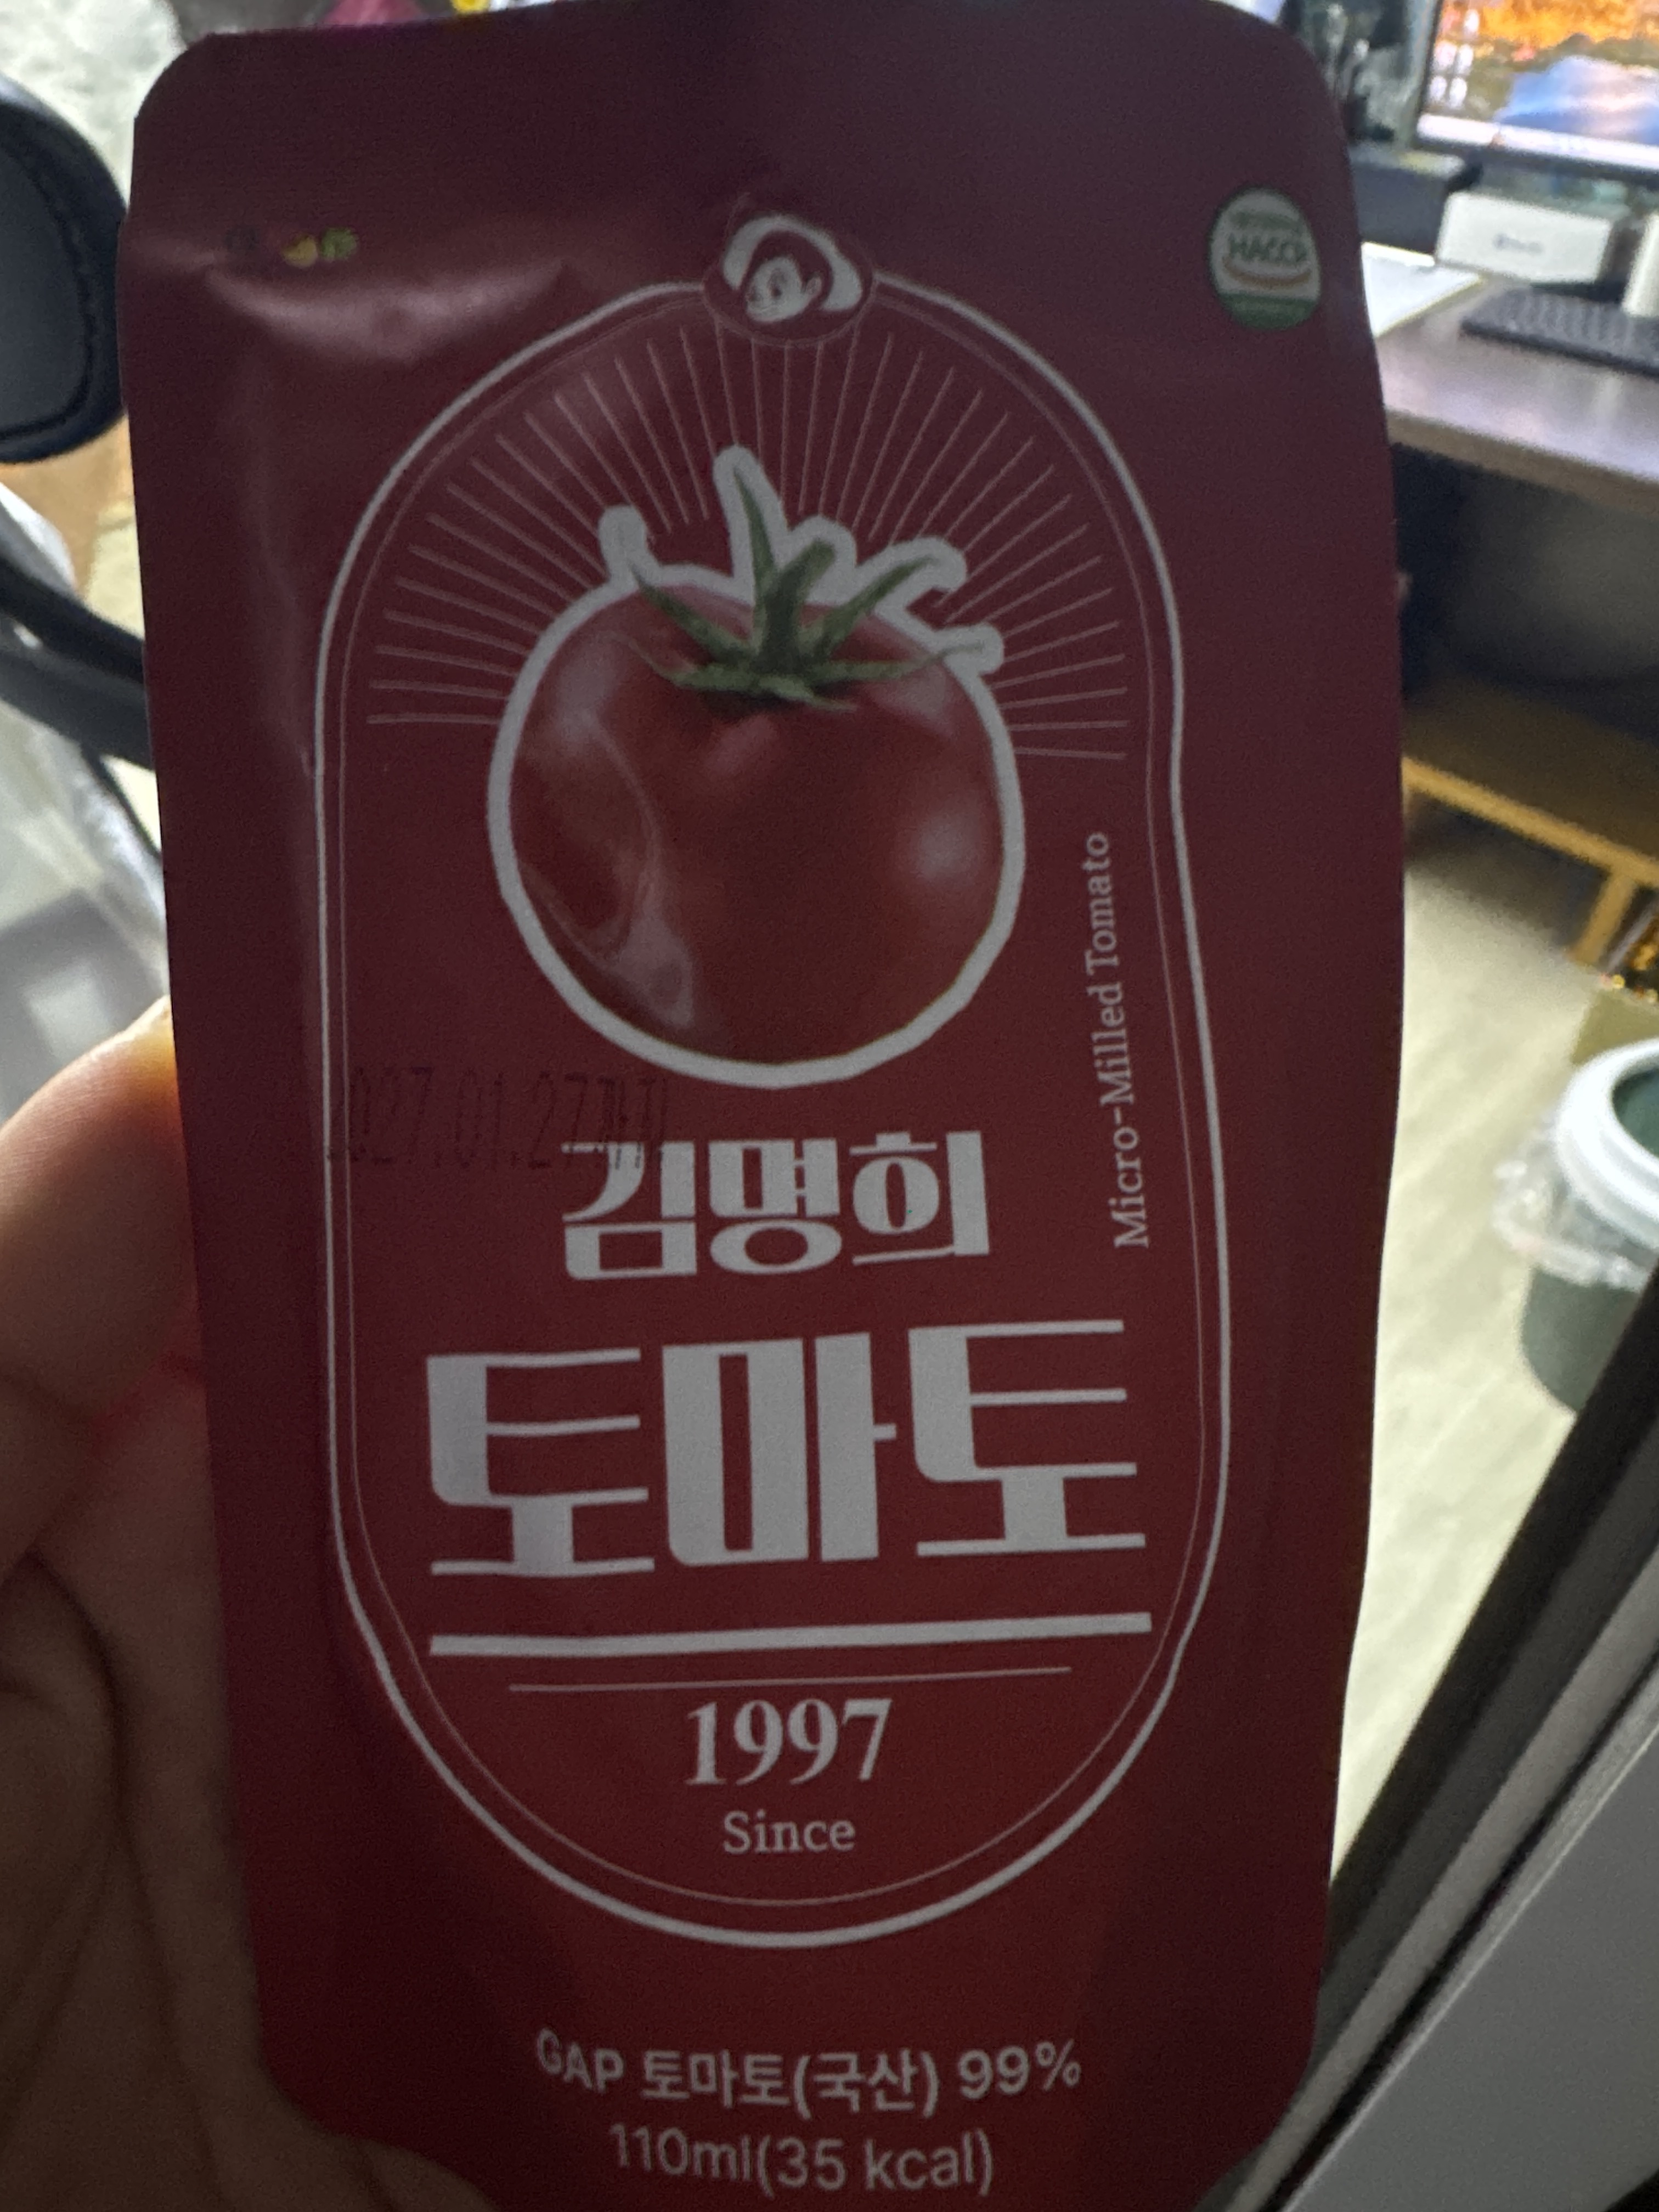 HACCP
Micro-Milled Tomato
027.01.27까지
김명희
토마토
1997
Since
GAP 토마토(국산) 99%
110ml(35 kcal)